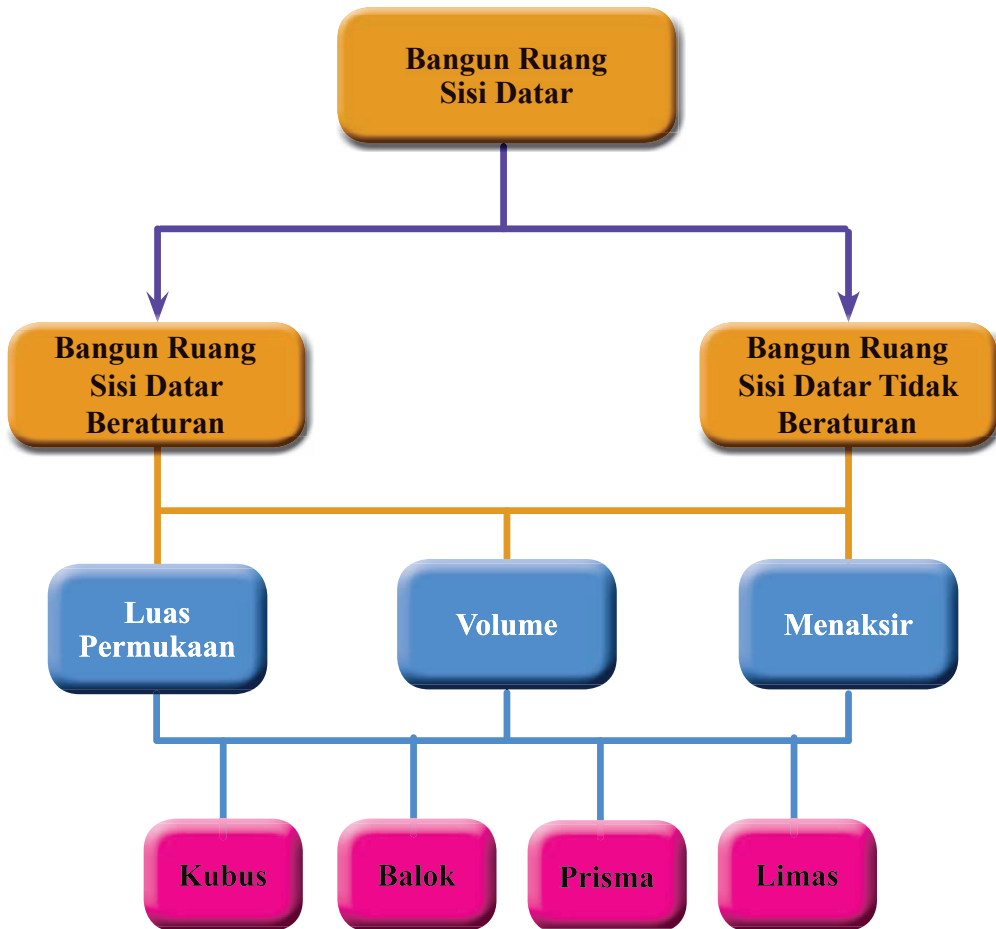 Bangun Ruang
Sisi Datar
Bangun Ruang
Sisi Datar
Beraturan
Bangun Ruang
Sisi Datar Tidak
Beraturan
Luas
Permukaan
Volume
Menaksir
Kubus
Balok
Prisma
Limas